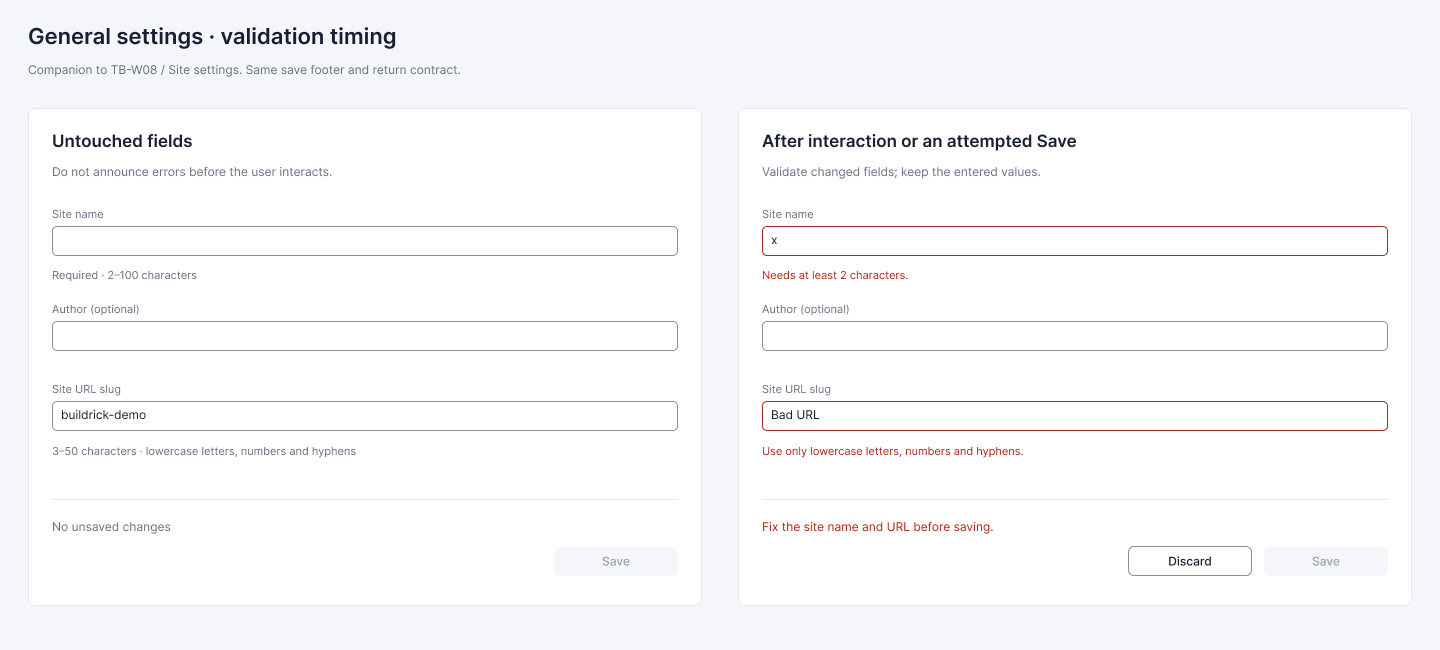 General settings · validation timing
Companion to TB-W08 / Site settings. Same save footer and return contract.
Untouched fields
Do not announce errors before the user interacts.
Site name
Required · 2–100 characters
Author (optional)
Site URL slug
buildrick-demo
3–50 characters · lowercase letters, numbers and hyphens
No unsaved changes
Save
After interaction or an attempted Save
Validate changed fields; keep the entered values.
Site name
x
Needs at least 2 characters.
Author (optional)
Site URL slug
Bad URL
Use only lowercase letters, numbers and hyphens.
Fix the site name and URL before saving.
Discard
Save